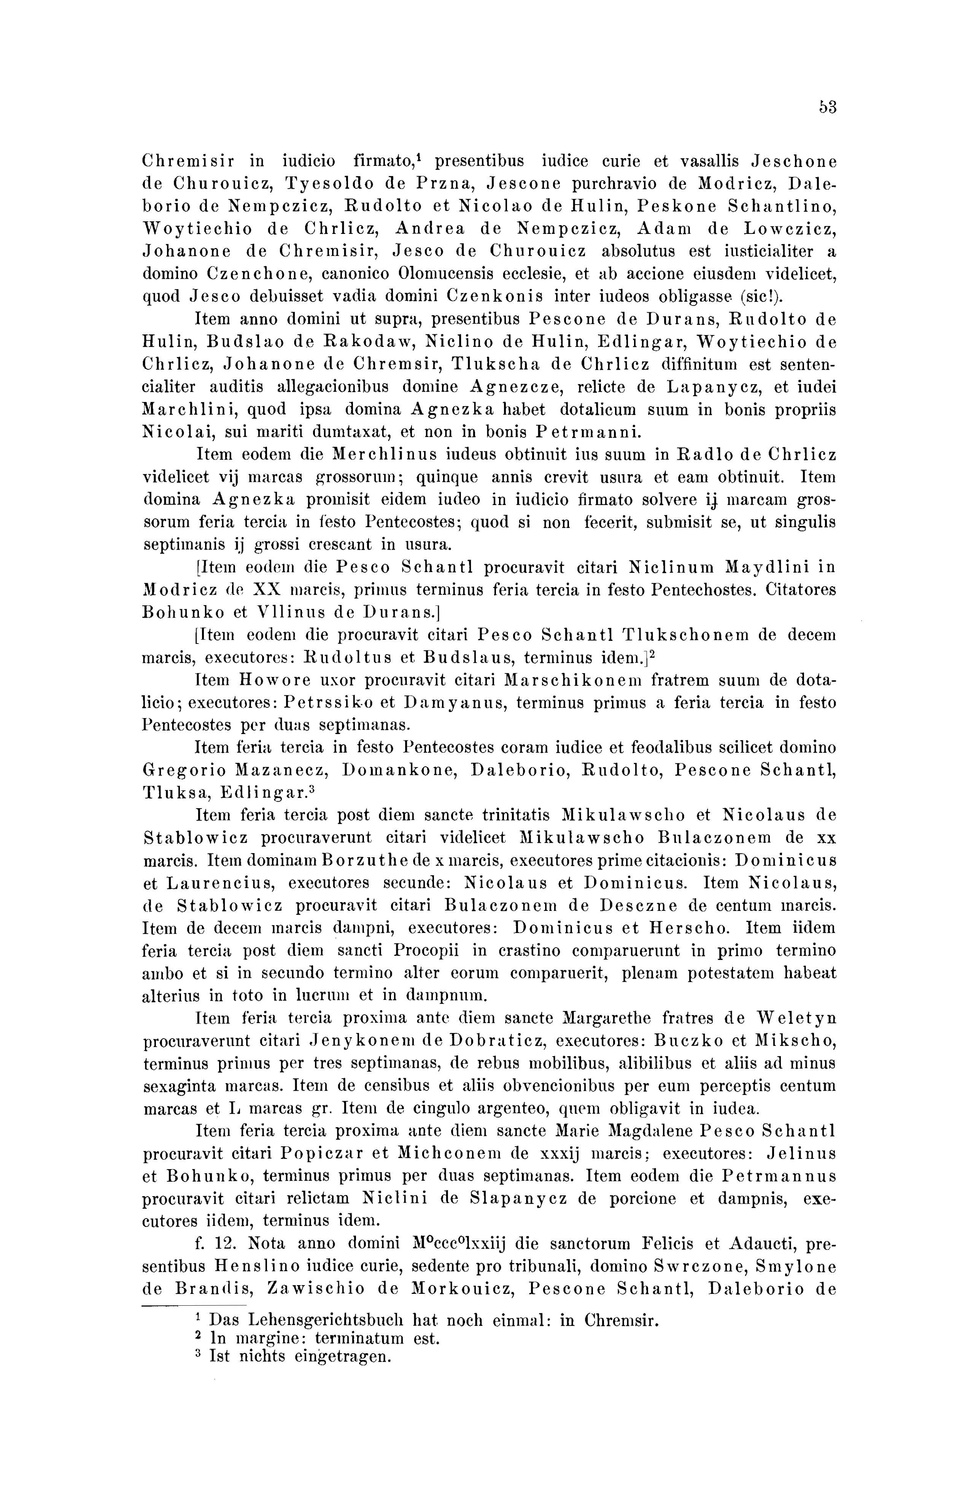 53
Chremisir in iudicio firmato,¹ presentibus iudice curie et vasallis Jeschone
de Churouicz, Tyesoldo de Przna, Jescone purchravio de Modricz, Dale-
borio de Nempczicz, Rudolto et Nicolao de Hulin, Peskone Schantlino,
Woytiechio de Chrlicz, Andrea de Nempczicz, Adam de Lowczicz,
Johanone de Chremisir, Jesco de Churouicz absolutus est iusticialiter a
domino Czenchone, canonico Olomucensis ecclesie, et ab accione eiusdem videlicet,
quod Jesco debuisset vadia domini Czenkonis inter iudeos obligasse (sic!).
Item anno domini ut supra, presentibus Pescone de Durans, Rudolto de
Hulin, Budslao de Rakodaw, Niclino de Hulin, Edlingar, Woytiechio de
Chrlicz, Johanone de Chremsir, Tlukscha de Chrlicz diffinitum est senten-
cialiter auditis allegacionibus domine Agnezcze, relicte de Lapanycz, et iudei
Marchlini, quod ipsa domina Agnezka habet dotalicum suum in bonis propriis
Nicolai, sui mariti dumtaxat, et non in bonis Petrmanni.
Item eodem die Merchlinus iudeus obtinuit ius suum in Radlo de Chrlicz
videlicet vij marcas grossorum; quinque annis crevit usura et eam obtinuit. Item
domina Agnezka promisit eidem iudeo in iudicio firmato solvere ij marcam gros-
sorum feria tercia in festo Pentecostes; quod si non fecerit, submisit se, ut singulis
septimanis ij grossi crescant in usura.
[Item eodem die Pesco Schantl procuravit citari Niclinum Maydlini in
Modricz de XX marcis, primus terminus feria tercia in festo Pentechostes. Citatores
Bohunko et Vllinus de Durans.]
[Item eodem die procuravit citari Pesco Schantl Tlukschonem de decem
marcis, executores: Rudoltus et Budslaus, terminus idem.]²
Item Howore uxor procuravit citari Marschikonem fratrem suum de dota-
licio; executores: Petrssiko et Damyanus, terminus primus a feria tercia in festo
Pentecostes per duas septimanas.
Item feria tercia in festo Pentecostes coram iudice et feodalibus scilicet domino
Gregorio Mazanecz, Domankone, Daleborio, Rudolto, Pescone Schantl,
Tluksa, Edlingar.³
Item feria tercia post diem sancte trinitatis Mikulawscho et Nicolaus de
Stablowicz procuraverunt citari videlicet Mikulawscho Bulaczonem de xx
marcis. Item dominam Borzuthe de x marcis, executores prime citacionis: Dominicus
et Laurencius, executores secunde: Nicolaus et Dominicus. Item Nicolaus,
de Stablowicz procuravit citari Bulaczonem de Desczne de centum marcis.
Item de decem marcis dampni, executores: Dominicus et Herscho. Item iidem
feria tercia post diem sancti Procopii in crastino comparuerunt in primo termino
ambo et si in secundo termino alter eorum comparuerit, plenam potestatem habeat
alterius in toto in lucrum et in dampnum.
Item feria tercia proxima ante diem sancte Margarethe fratres de Weletyn
procuraverunt citari Jenykonem de Dobraticz, executores: Buczko et Mikscho,
terminus primus per tres septimanas, de rebus mobilibus, alibilibus et aliis ad minus
sexaginta marcas. Item de censibus et aliis obvencionibus per eum perceptis centum
marcas et L marcas gr. Item de cingulo argenteo, quem obligavit in iudea.
Item feria tercia proxima ante diem sancte Marie Magdalene Pesco Schantl
procuravit citari Popiczar et Michconem de xxxij marcis; executores: Jelinus
et Bohunko, terminus primus per duas septimanas. Item eodem die Petrmannus
procuravit citari relictam Niclini de Slapanycz de porcione et dampnis, exe-
cutores iidem, terminus idem.
f. 12. Nota anno domini M⁰ccc⁰lxxiij die sanctorum Felicis et Adaucti, pre-
sentibus Henslino iudice curie, sedente pro tribunali, domino Swrczone, Smylone
de Brandis, Zawischio de Morkouicz, Pescone Schantl, Daleborio de
¹ Das Lehensgerichtsbuch hat noch einmal: in Chremsir.
² In margine: terminatum est.
³ Ist nichts eingetragen.